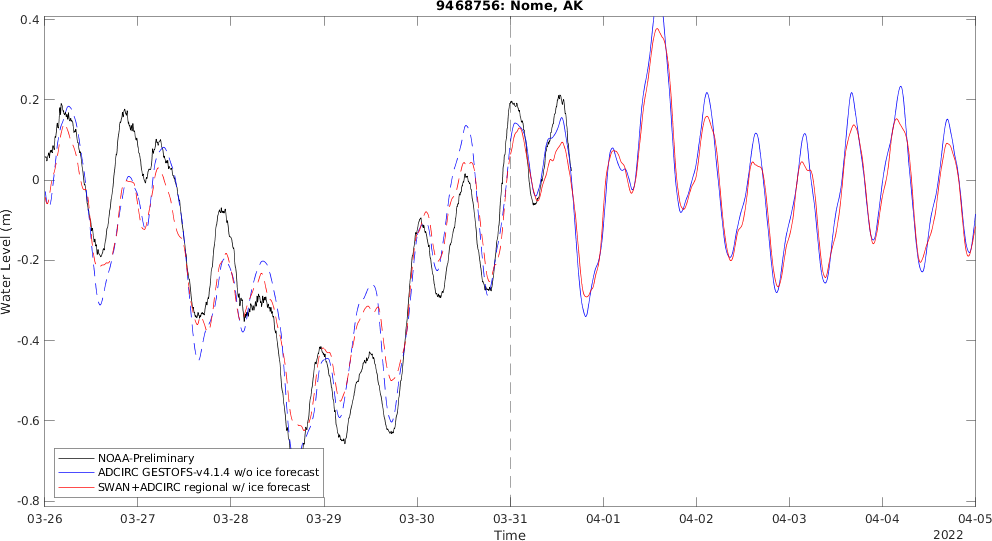 9468756: Nome, AK
0.4
0.2
0
-0.2
-0.4
-0.6
-0.8
Water Level (m)
NOAA-Preliminary
ADCIRC GESTOFS-v4.1.4 w/o ice forecast
SWAN+ADCIRC regional w/ ice forecast
03-26 03-27 03-28 03-29 03-30 03-31 04-01 04-02 04-03 04-04 04-05
Time
2022